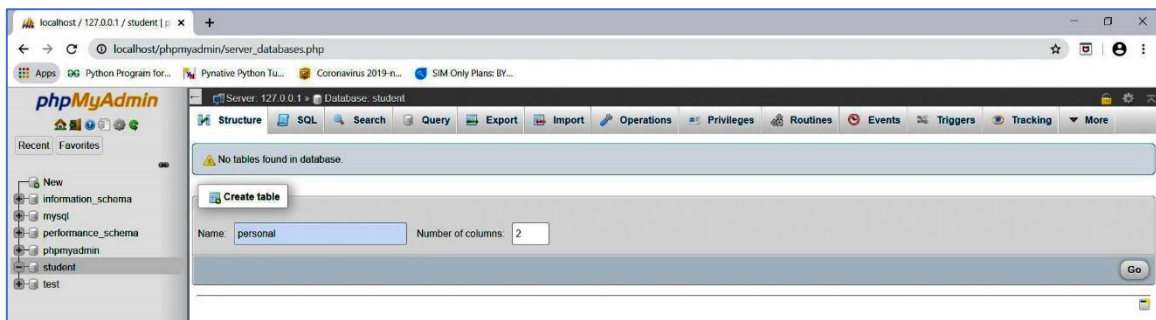 localhost / 127.0.0.1 / student | p
localhost/phpmyadmin/server_databases.php
Apps GG Python Program for... Pynative Python Tu... Coronavirus 2019-n... SIM Only Plans: BY...
phpMyAdmin
Recent Favorites
New
information_schema
mysql
performance_schema
phpmyadmin
student
test
Server: 127.0.0.1 » Database: student
Structure SQL Search Query Export Import Operations Privileges Routines Events Triggers Tracking More
No tables found in database.
Create table
Name: personal Number of columns: 2
Go